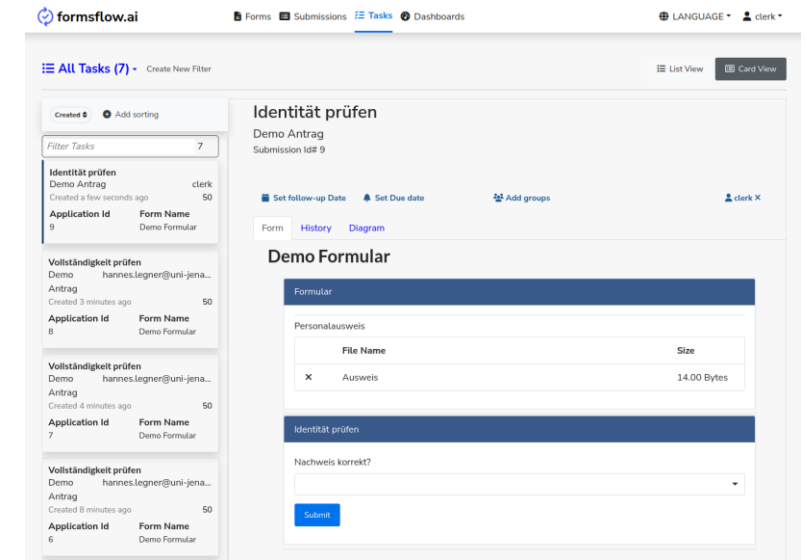 formsflow.ai
Forms Submissions Tasks Dashboards
LANGUAGE clerk
All Tasks (7) Create New Filter
List View Card View
Created Add sorting
Filter Tasks 7
Identität prüfen
Demo Antrag clerk
Created a few seconds ago 50
Application Id Form Name
9 Demo Formular
Vollständigkeit prüfen
Demo hannes.legner@uni-jena...
Antrag
Created 3 minutes ago 50
Application Id Form Name
8 Demo Formular
Vollständigkeit prüfen
Demo hannes.legner@uni-jena...
Antrag
Created 4 minutes ago 50
Application Id Form Name
7 Demo Formular
Vollständigkeit prüfen
Demo hannes.legner@uni-jena...
Antrag
Created 8 minutes ago 50
Application Id Form Name
6 Demo Formular
Identität prüfen
Demo Antrag
Submission Id# 9
Set follow-up Date Set Due date Add groups clerk X
Form History Diagram
Demo Formular
Formular
Personalausweis
File Name Size
Ausweis 14.00 Bytes
Identität prüfen
Nachweis korrekt?
Submit